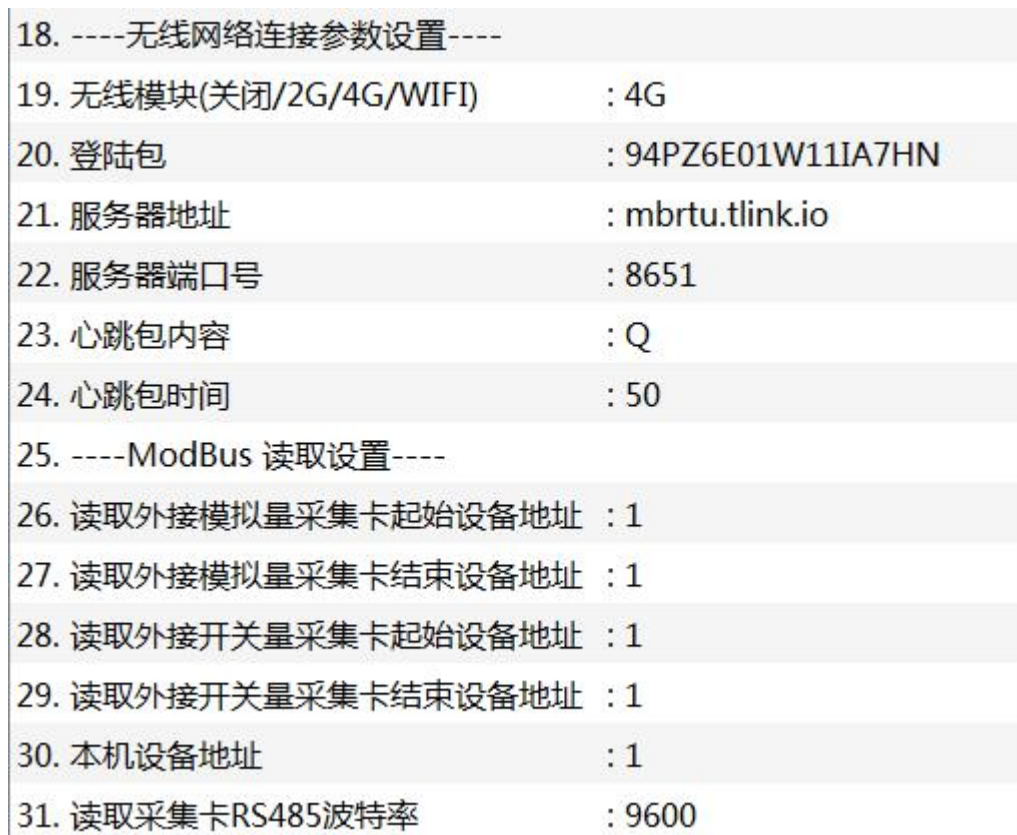 18. ----无线网络连接参数设置----
19. 无线模块(关闭/2G/4G/WIFI) : 4G
20. 登陆包 : 94PZ6E01W11IA7HN
21. 服务器地址 : mbrtu.tlink.io
22. 服务器端口号 : 8651
23. 心跳包内容 : Q
24. 心跳包时间 : 50
25. ----ModBus 读取设置----
26. 读取外接模拟量采集卡起始设备地址 : 1
27. 读取外接模拟量采集卡结束设备地址 : 1
28. 读取外接开关量采集卡起始设备地址 : 1
29. 读取外接开关量采集卡结束设备地址 : 1
30. 本机设备地址 : 1
31. 读取采集卡RS485波特率 : 9600